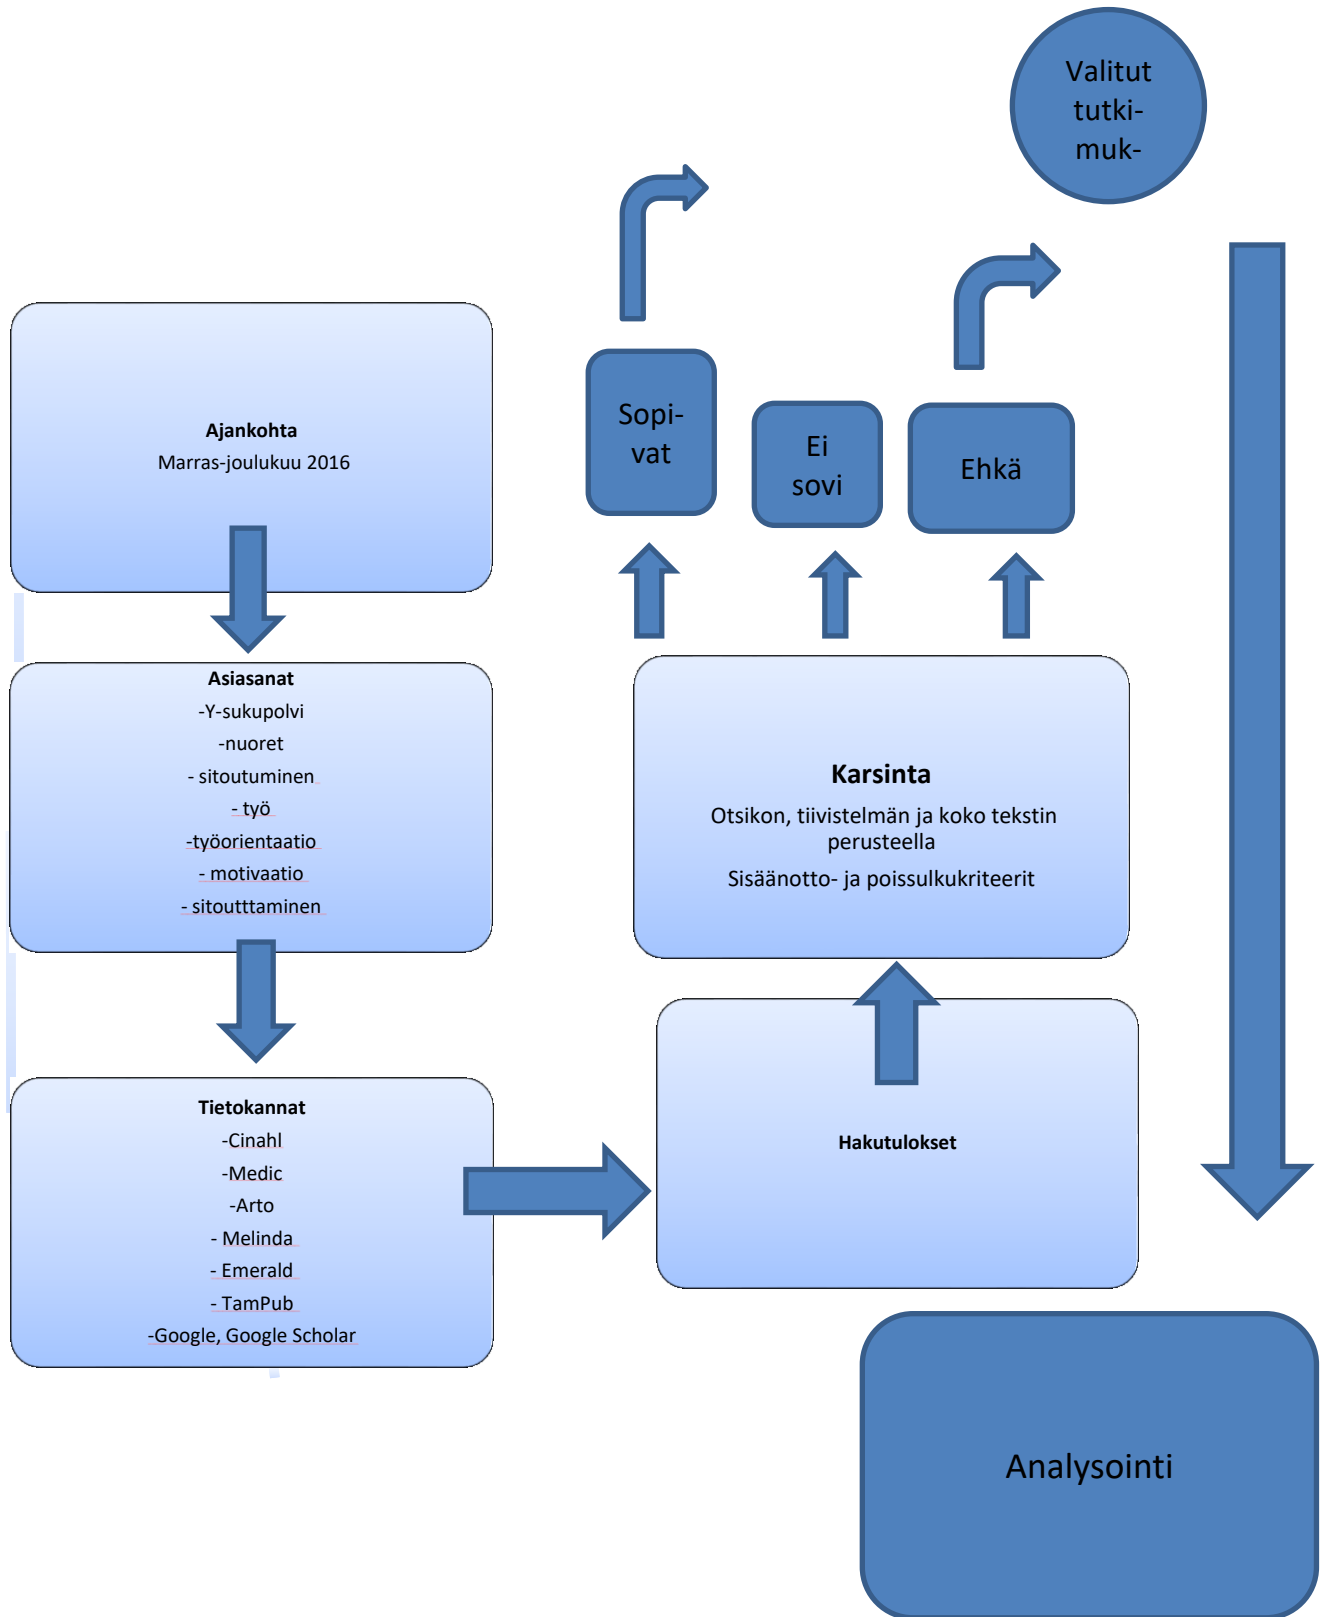 Valitut
tutki-
muk-
Sopi-
vat
Ei
sovi
Ehkä
Ajankohta
Marras-joulukuu 2016
Asiasanat
-Y-sukupolvi
-nuoret
- sitoutuminen
- työ
-työorientaatio
- motivaatio
- sitoutttaminen
Tietokannat
-Cinahl
-Medic
-Arto
- Melinda
- Emerald
- TamPub
-Google, Google Scholar
Karsinta
Otsikon, tiivistelmän ja koko tekstin
perusteella
Sisäänotto- ja poissulkukriteerit
Hakutulokset
Analysointi